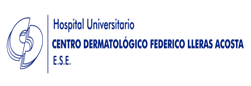 Hospital Universitario
CENTRO DERMATOLÓGICO FEDERICO LLERAS ACOSTA
E.S.E.